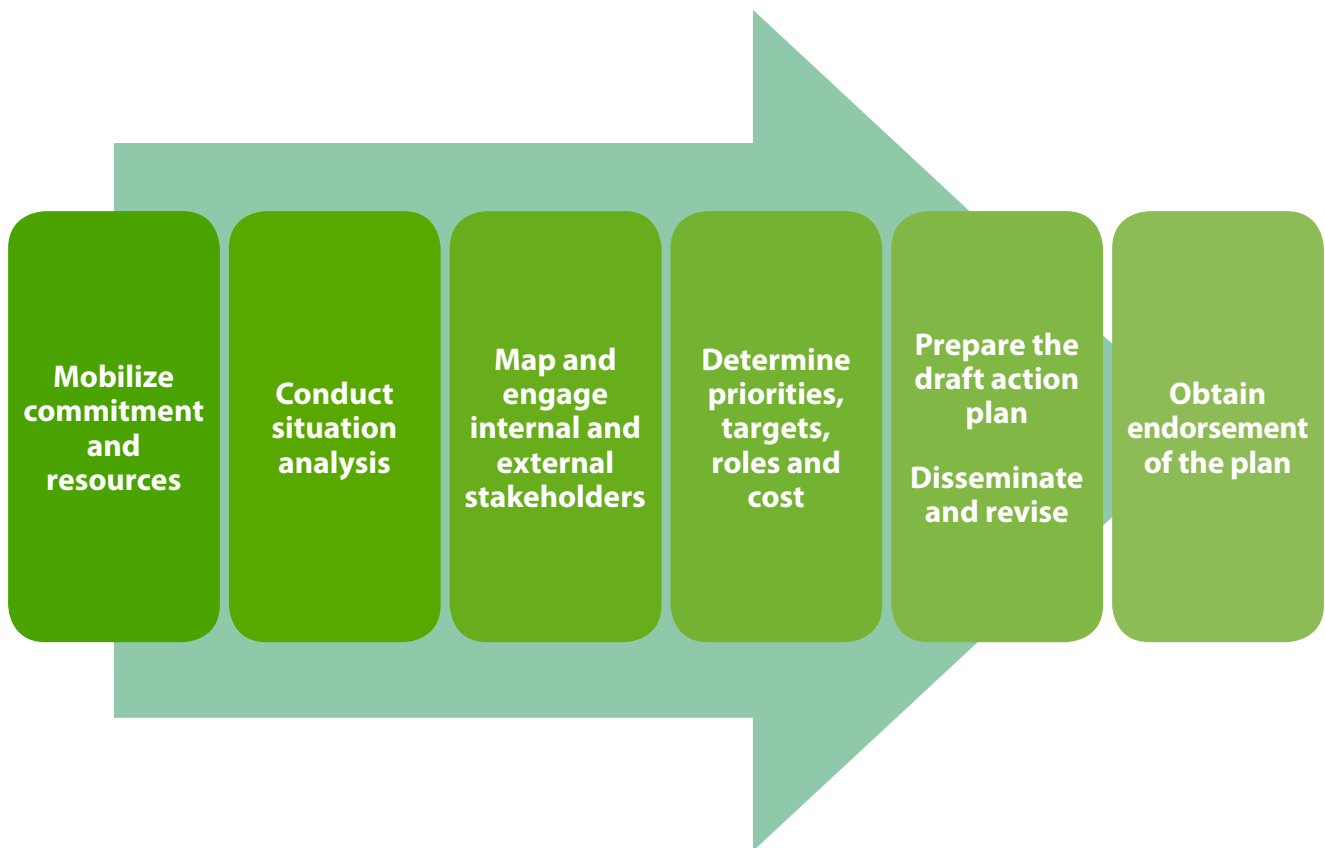 Mobilize
commitment
and
resources
Conduct
situation
analysis
Map and
engage
internal and
external
stakeholders
Determine
priorities,
targets,
roles and
cost
Prepare the
draft action
plan
Disseminate
and revise
Obtain
endorsement
of the plan